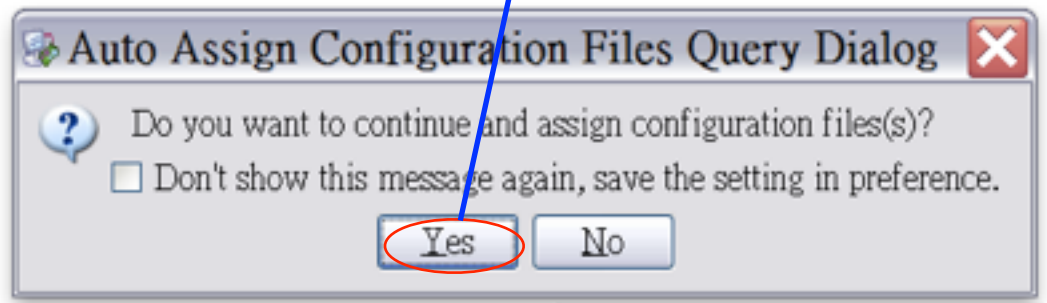 Auto Assign Configuration Files Query Dialog
Do you want to continue and assign configuration files(s)?
Don't show this message again, save the setting in preference.
Yes No